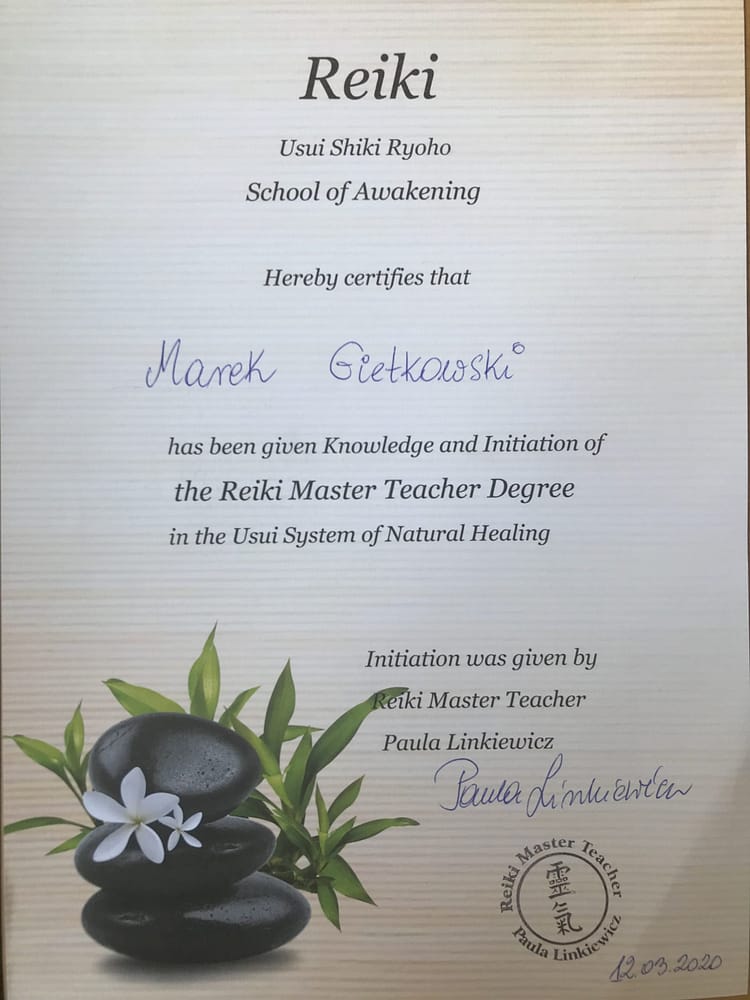 Reiki
Usui Shiki Ryoho
School of Awakening
Hereby certifies that
Marek Giętkowski
has been given Knowledge and Initiation of
the Reiki Master Teacher Degree
in the Usui System of Natural Healing
Initiation was given by
Reiki Master Teacher
Paula Linkiewicz
Paula Linkiewicz
Reiki Master Teacher
靈氣
Paula Linkiewicz
12.03.2020